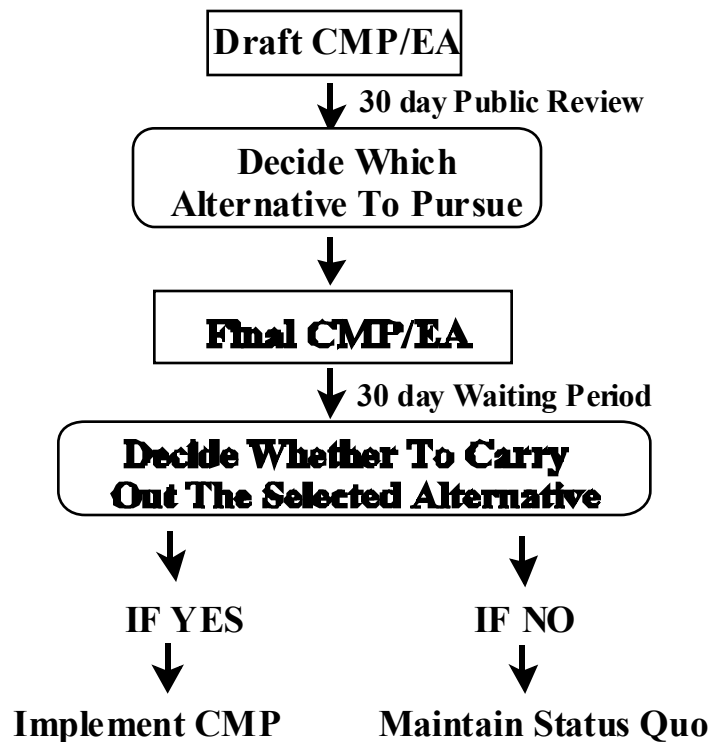 Draft CMP/EA
30 day Public Review
Decide Which
Alternative To Pursue
Final CMP/EA
30 day Waiting Period
Decide Whether To Carry
Out The Selected Alternative
IF YES
IF NO
Implement CMP
Maintain Status Quo